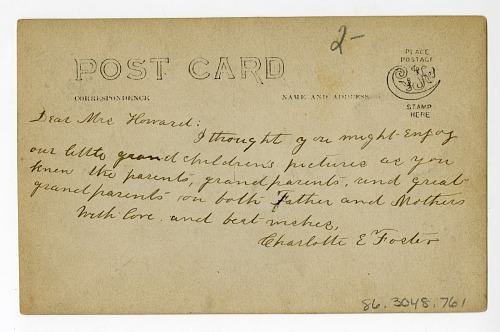 2-
POST CARD
PLACE
POSTAGE
STAMP
HERE
CORRESPONDENCE
NAME AND ADDRESS
Dear Mrs Howard:
I thought you might enjoy
our little grandchildren's pictures as you
knew the parents, grandparents, and great-
grandparents on both Father and Mothers
With love and best wishes,
Charlotte E Foster
86.3048.761